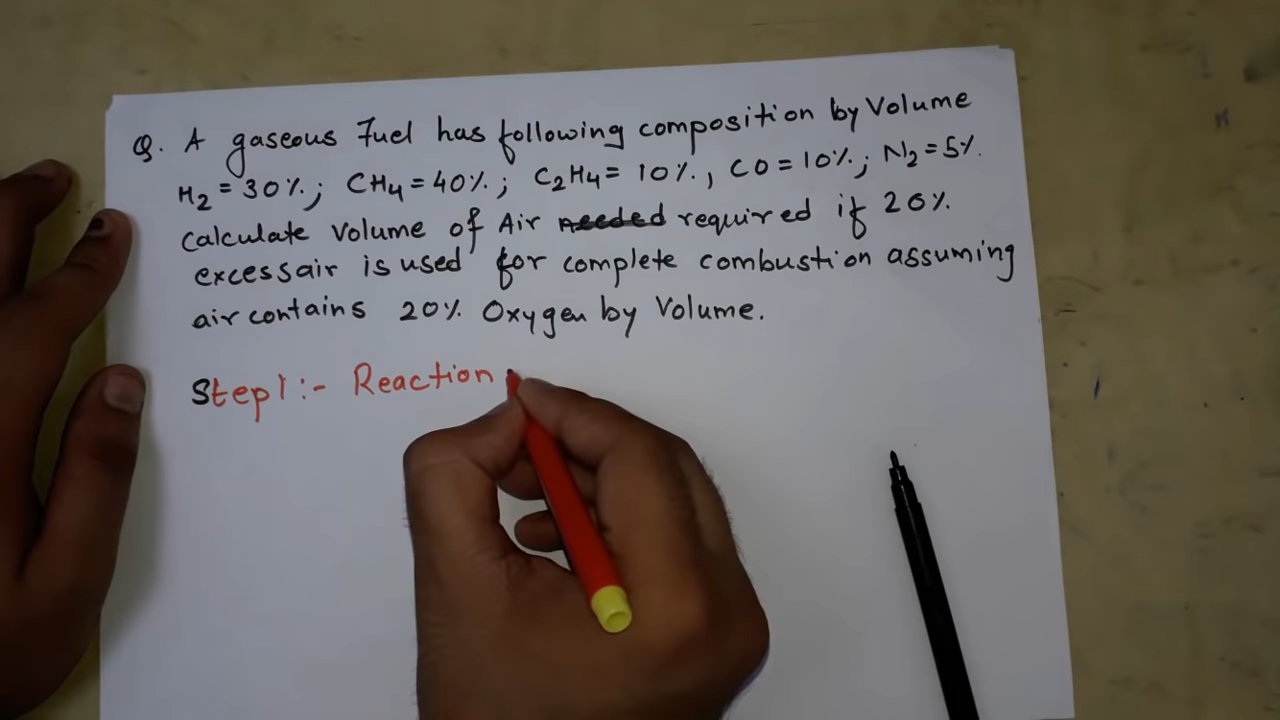 Q. A gaseous Fuel has following composition by Volume
H₂ = 30%; CH₄ = 40%; C₂H₄ = 10%, CO = 10%; N₂ = 5%.
Calculate Volume of Air needed required if 20%
excess air is used for complete combustion assuming
air contains 20% Oxygen by Volume.
Step1:- Reaction